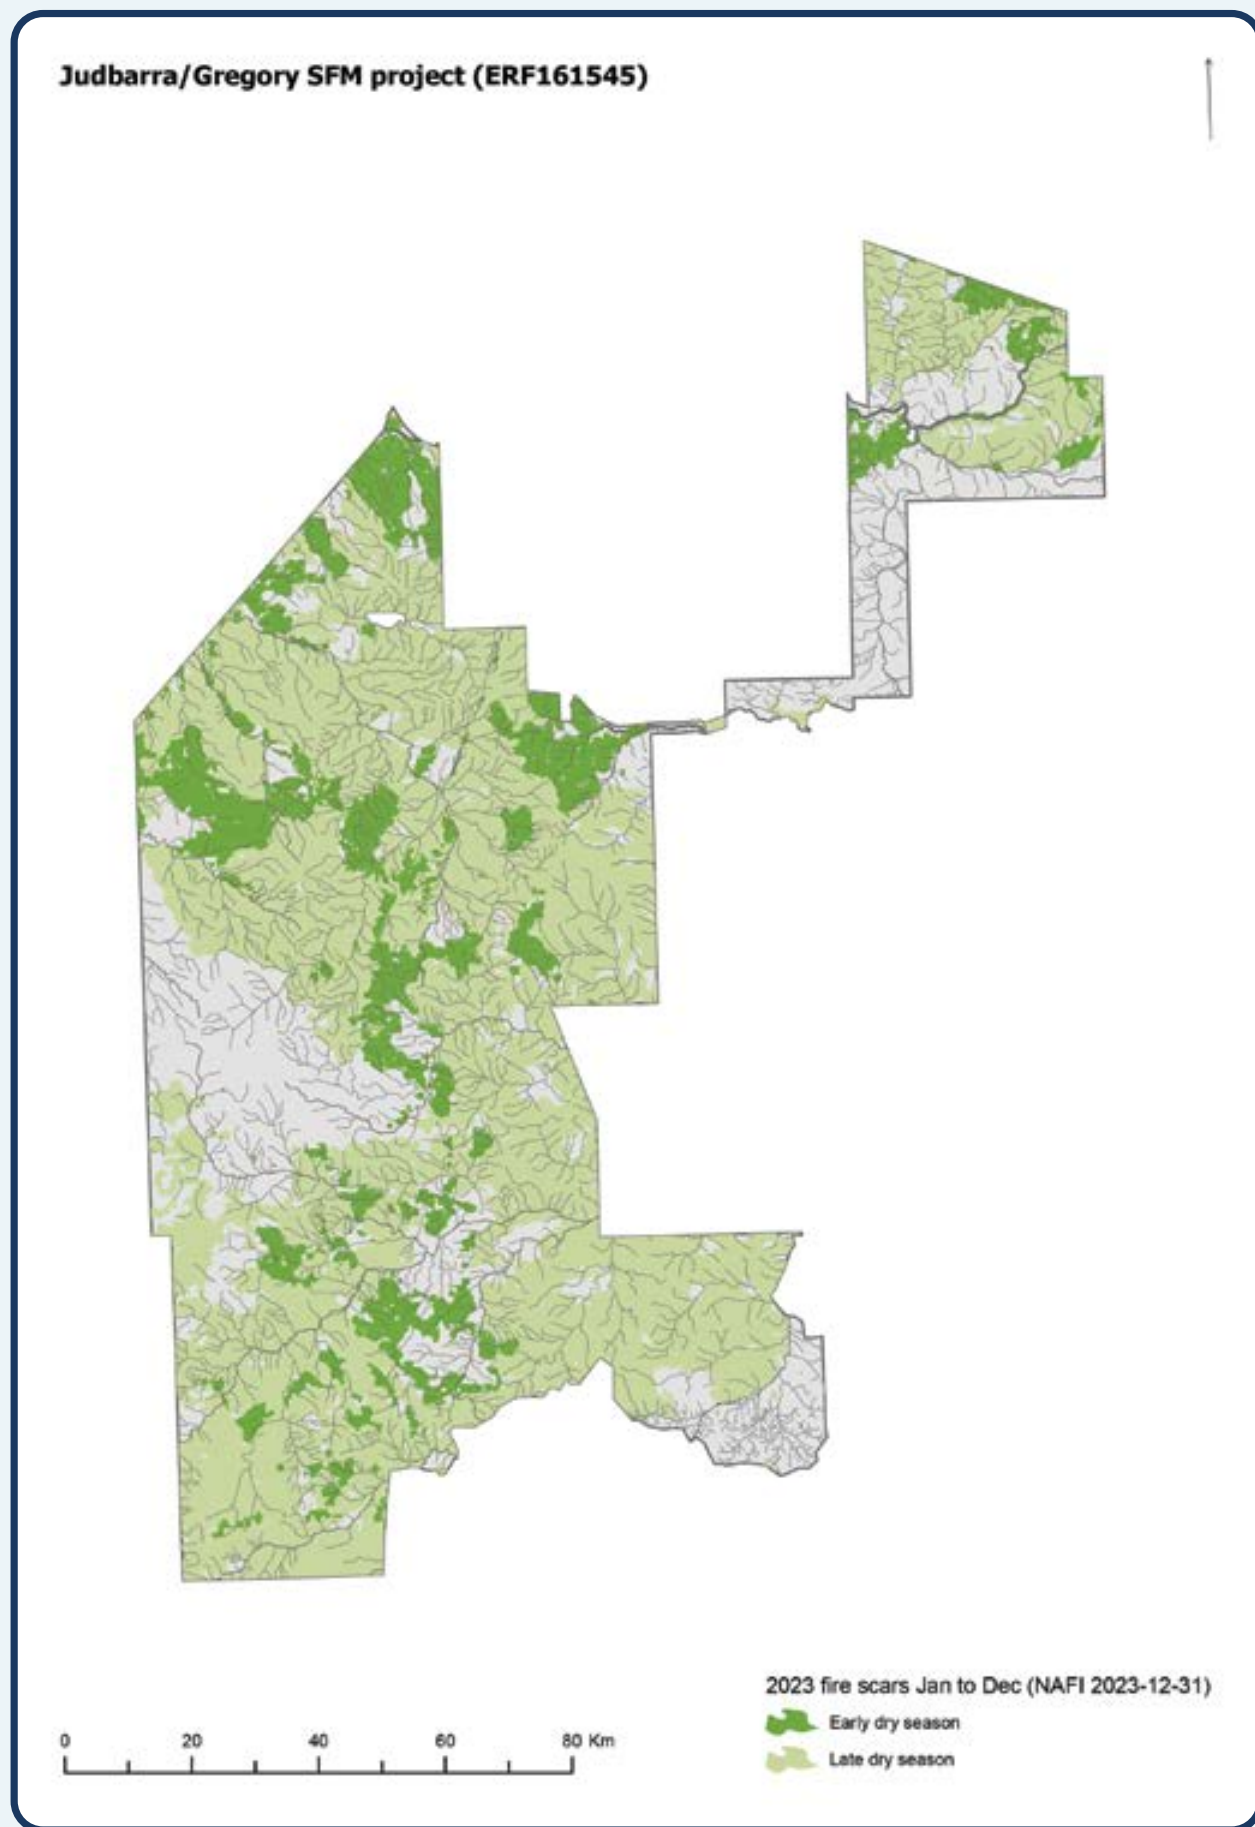 Judbarra/Gregory SFM project (ERF161545)
2023 fire scars Jan to Dec (NAFI 2023-12-31)
Early dry season
Late dry season
0 20 40 60 80 Km